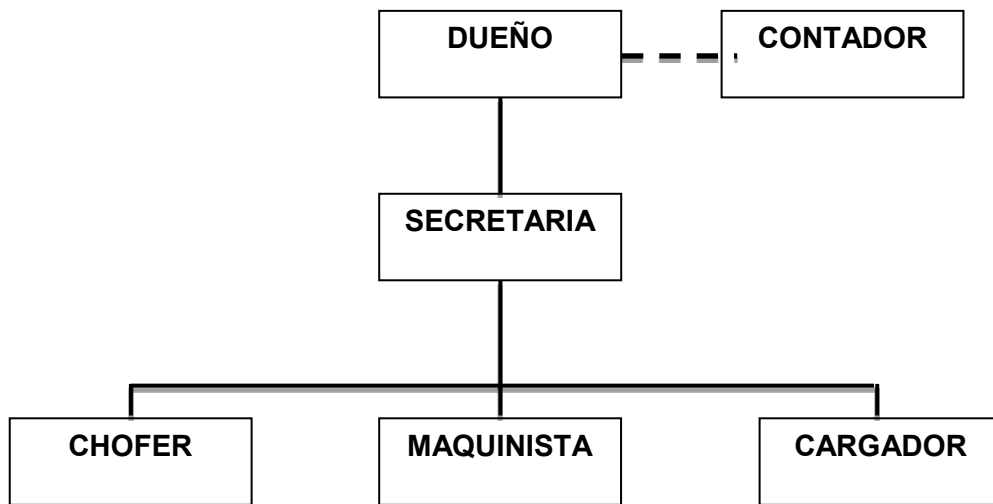 DUEÑO
CONTADOR
SECRETARIA
CHOFER
MAQUINISTA
CARGADOR